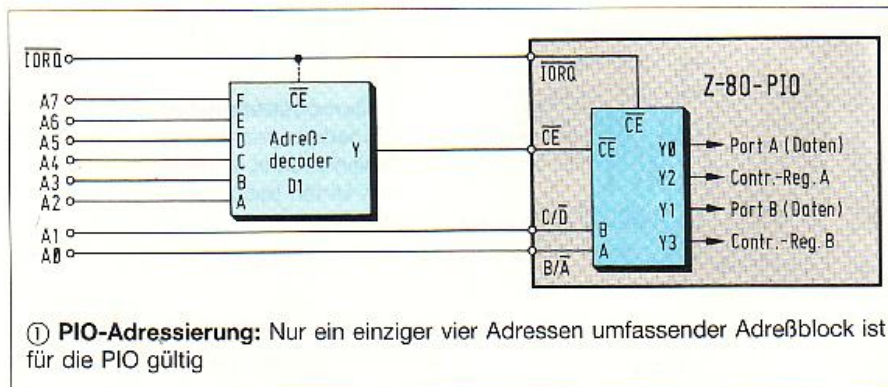 IORQ
A7
A6
A5
A4
A3
A2
A1
A0
F
E
D
C
B
A
CE
Adreß-
decoder
D1
Y
IORQ
CE
C/D
B/A
Z-80-PIO
CE
CE
B
A
Y0
Y2
Y1
Y3
Port A (Daten)
Contr.-Reg. A
Port B (Daten)
Contr.-Reg. B
① PIO-Adressierung: Nur ein einziger vier Adressen umfassender Adreßblock ist
für die PIO gültig